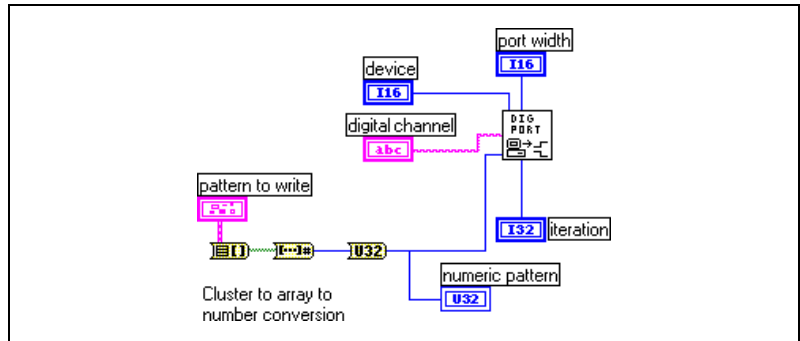 port width
I16
device
I16
DIG
PORT
digital channel
abc
pattern to write
[]
[...]#
U32
I32
iteration
numeric pattern
U32
Cluster to array to
number conversion